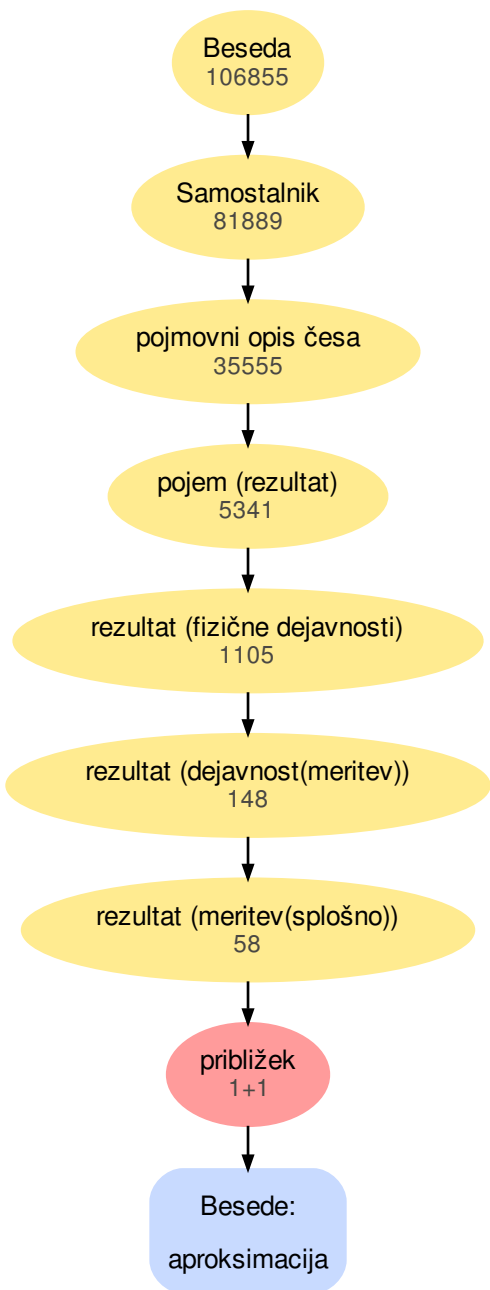 Beseda
106855
Samostalnik
81889
pojmovni opis česa
35555
pojem (rezultat)
5341
rezultat (fizične dejavnosti)
1105
rezultat (dejavnost(meritev))
148
rezultat (meritev(splošno))
58
približek
1+1
Besede:
aproksimacija